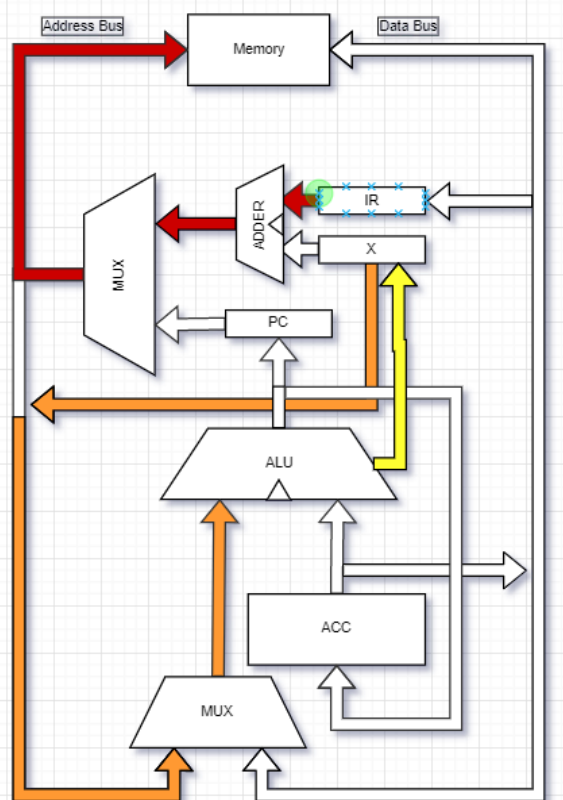 Address Bus
Data Bus
Memory
IR
ADDER
X
MUX
PC
ALU
ACC
MUX